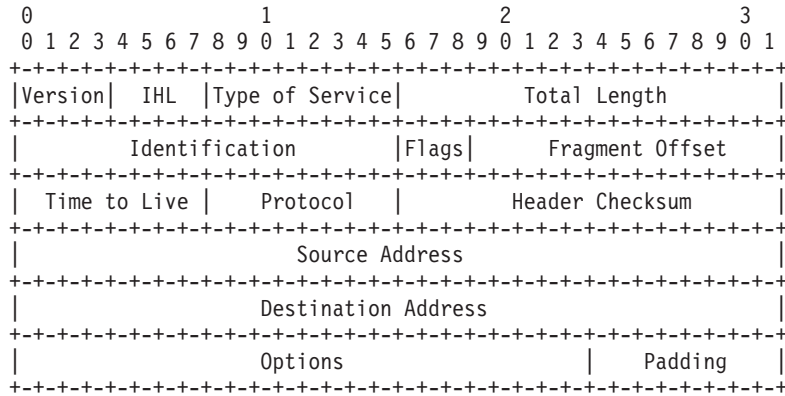 0                   1                   2                   3
 0 1 2 3 4 5 6 7 8 9 0 1 2 3 4 5 6 7 8 9 0 1 2 3 4 5 6 7 8 9 0 1
+-+-+-+-+-+-+-+-+-+-+-+-+-+-+-+-+-+-+-+-+-+-+-+-+-+-+-+-+-+-+-+-+
|Version|  IHL  |Type of Service|          Total Length         |
+-+-+-+-+-+-+-+-+-+-+-+-+-+-+-+-+-+-+-+-+-+-+-+-+-+-+-+-+-+-+-+-+
|         Identification        |Flags|      Fragment Offset    |
+-+-+-+-+-+-+-+-+-+-+-+-+-+-+-+-+-+-+-+-+-+-+-+-+-+-+-+-+-+-+-+-+
|  Time to Live |    Protocol   |         Header Checksum       |
+-+-+-+-+-+-+-+-+-+-+-+-+-+-+-+-+-+-+-+-+-+-+-+-+-+-+-+-+-+-+-+-+
|                       Source Address                          |
+-+-+-+-+-+-+-+-+-+-+-+-+-+-+-+-+-+-+-+-+-+-+-+-+-+-+-+-+-+-+-+-+
|                    Destination Address                        |
+-+-+-+-+-+-+-+-+-+-+-+-+-+-+-+-+-+-+-+-+-+-+-+-+-+-+-+-+-+-+-+-+
|                    Options                    |    Padding    |
+-+-+-+-+-+-+-+-+-+-+-+-+-+-+-+-+-+-+-+-+-+-+-+-+-+-+-+-+-+-+-+-+